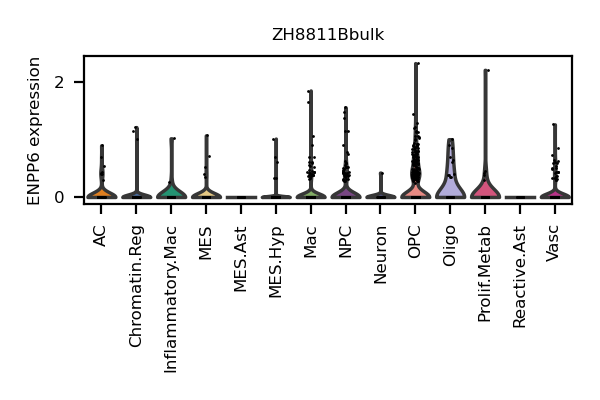 ZH8811Bbulk
ENPP6 expression
2
0
AC
Chromatin.Reg
Inflammatory.Mac
MES
MES.Ast
MES.Hyp
Mac
NPC
Neuron
OPC
Oligo
Prolif.Metab
Reactive.Ast
Vasc